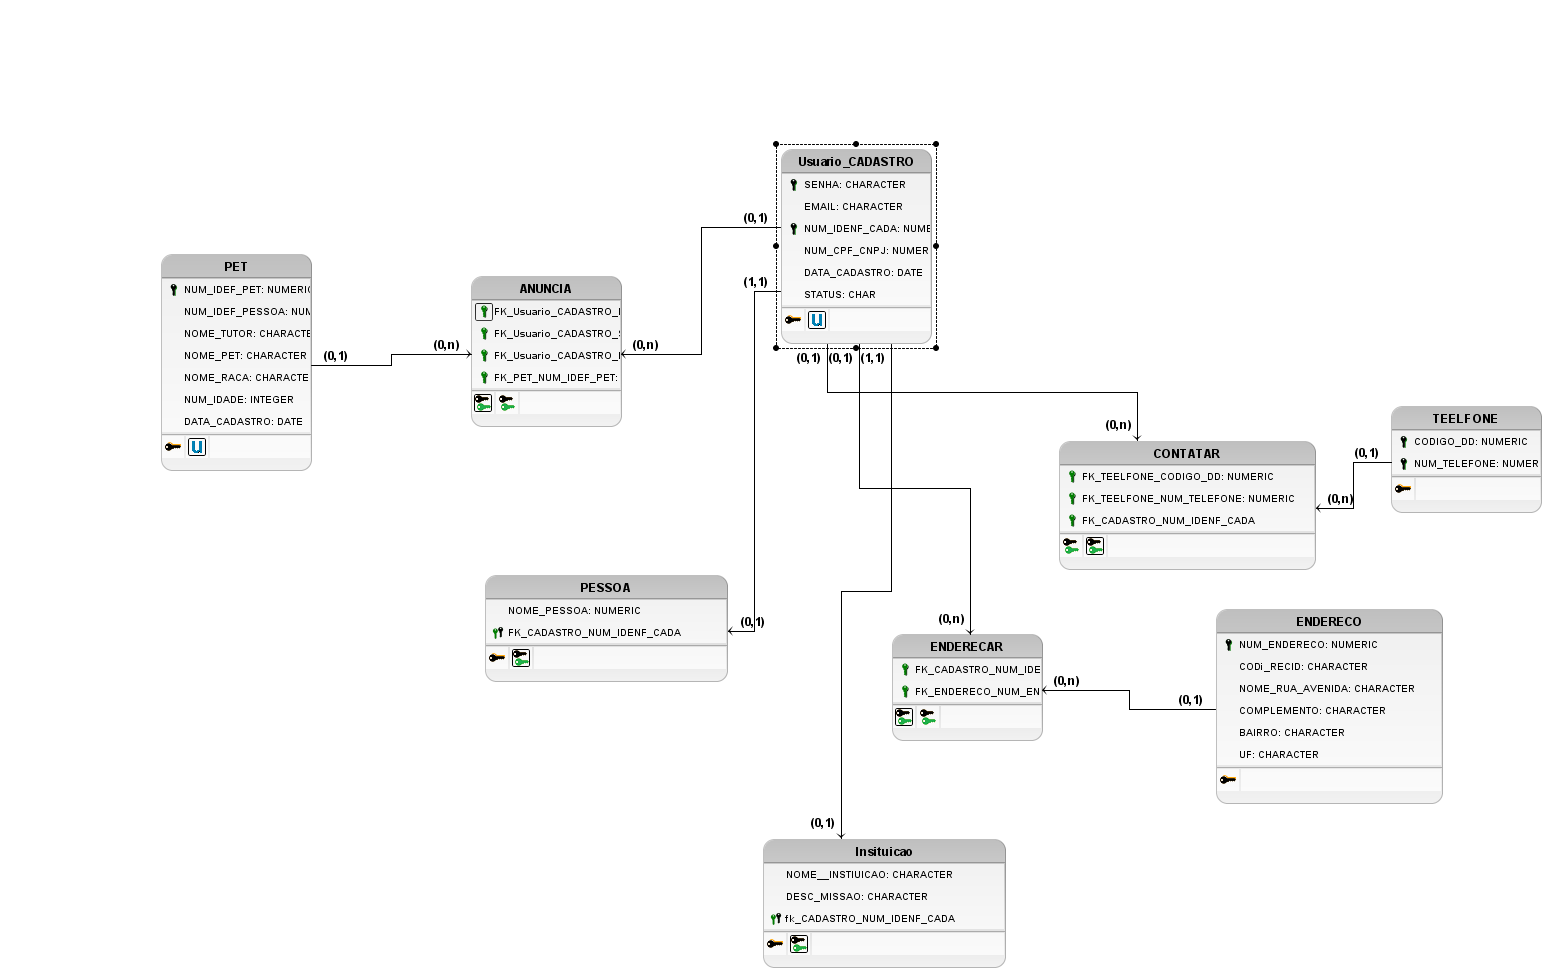 Usuario_CADASTRO
SENHA: CHARACTER
EMAIL: CHARACTER
NUM_IDENF_CADA: NUME
NUM_CPF_CNPJ: NUMER
DATA_CADASTRO: DATE
STATUS: CHAR
(0,1)
(1,1)
(0,1)
(0,1)
(1,1)
PET
NUM_IDEF_PET: NUMERIC
NUM_IDEF_PESSOA: NUM
NOME_TUTOR: CHARACTE
NOME_PET: CHARACTER
NOME_RACA: CHARACTE
NUM_IDADE: INTEGER
DATA_CADASTRO: DATE
(0,1)
(0,n)
ANUNCIA
FK_Usuario_CADASTRO_I
FK_Usuario_CADASTRO_S
FK_Usuario_CADASTRO_I
FK_PET_NUM_IDEF_PET:
(0,n)
(0,n)
CONTATAR
FK_TEELFONE_CODIGO_DD: NUMERIC
FK_TEELFONE_NUM_TELEFONE: NUMERIC
FK_CADASTRO_NUM_IDENF_CADA
(0,n)
(0,1)
TEELFONE
CODIGO_DD: NUMERIC
NUM_TELEFONE: NUMER
PESSOA
NOME_PESSOA: NUMERIC
FK_CADASTRO_NUM_IDENF_CADA
(0,1)
(0,n)
ENDERECAR
FK_CADASTRO_NUM_IDE
FK_ENDERECO_NUM_EN
(0,n)
(0,1)
ENDERECO
NUM_ENDERECO: NUMERIC
CODi_RECID: CHARACTER
NOME_RUA_AVENIDA: CHARACTER
COMPLEMENTO: CHARACTER
BAIRRO: CHARACTER
UF: CHARACTER
(0,1)
Insituicao
NOME__INSTIUICAO: CHARACTER
DESC_MISSAO: CHARACTER
fk_CADASTRO_NUM_IDENF_CADA